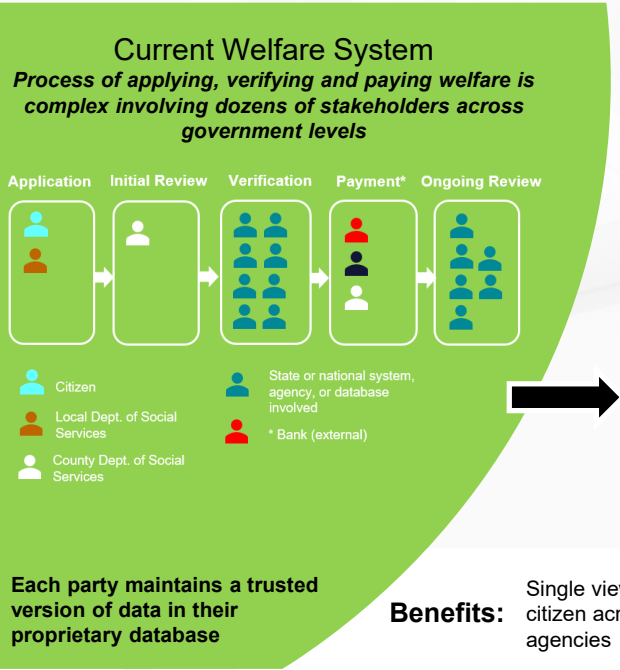 Current Welfare System
Process of applying, verifying and paying welfare is
complex involving dozens of stakeholders across
government levels
Application Initial Review Verification Payment* Ongoing Review
Citizen
Local Dept. of Social
Services
County Dept. of Social
Services
State or national system,
agency, or database
involved
* Bank (external)
Each party maintains a trusted
version of data in their
proprietary database
Benefits:
Single
citizen
agencies